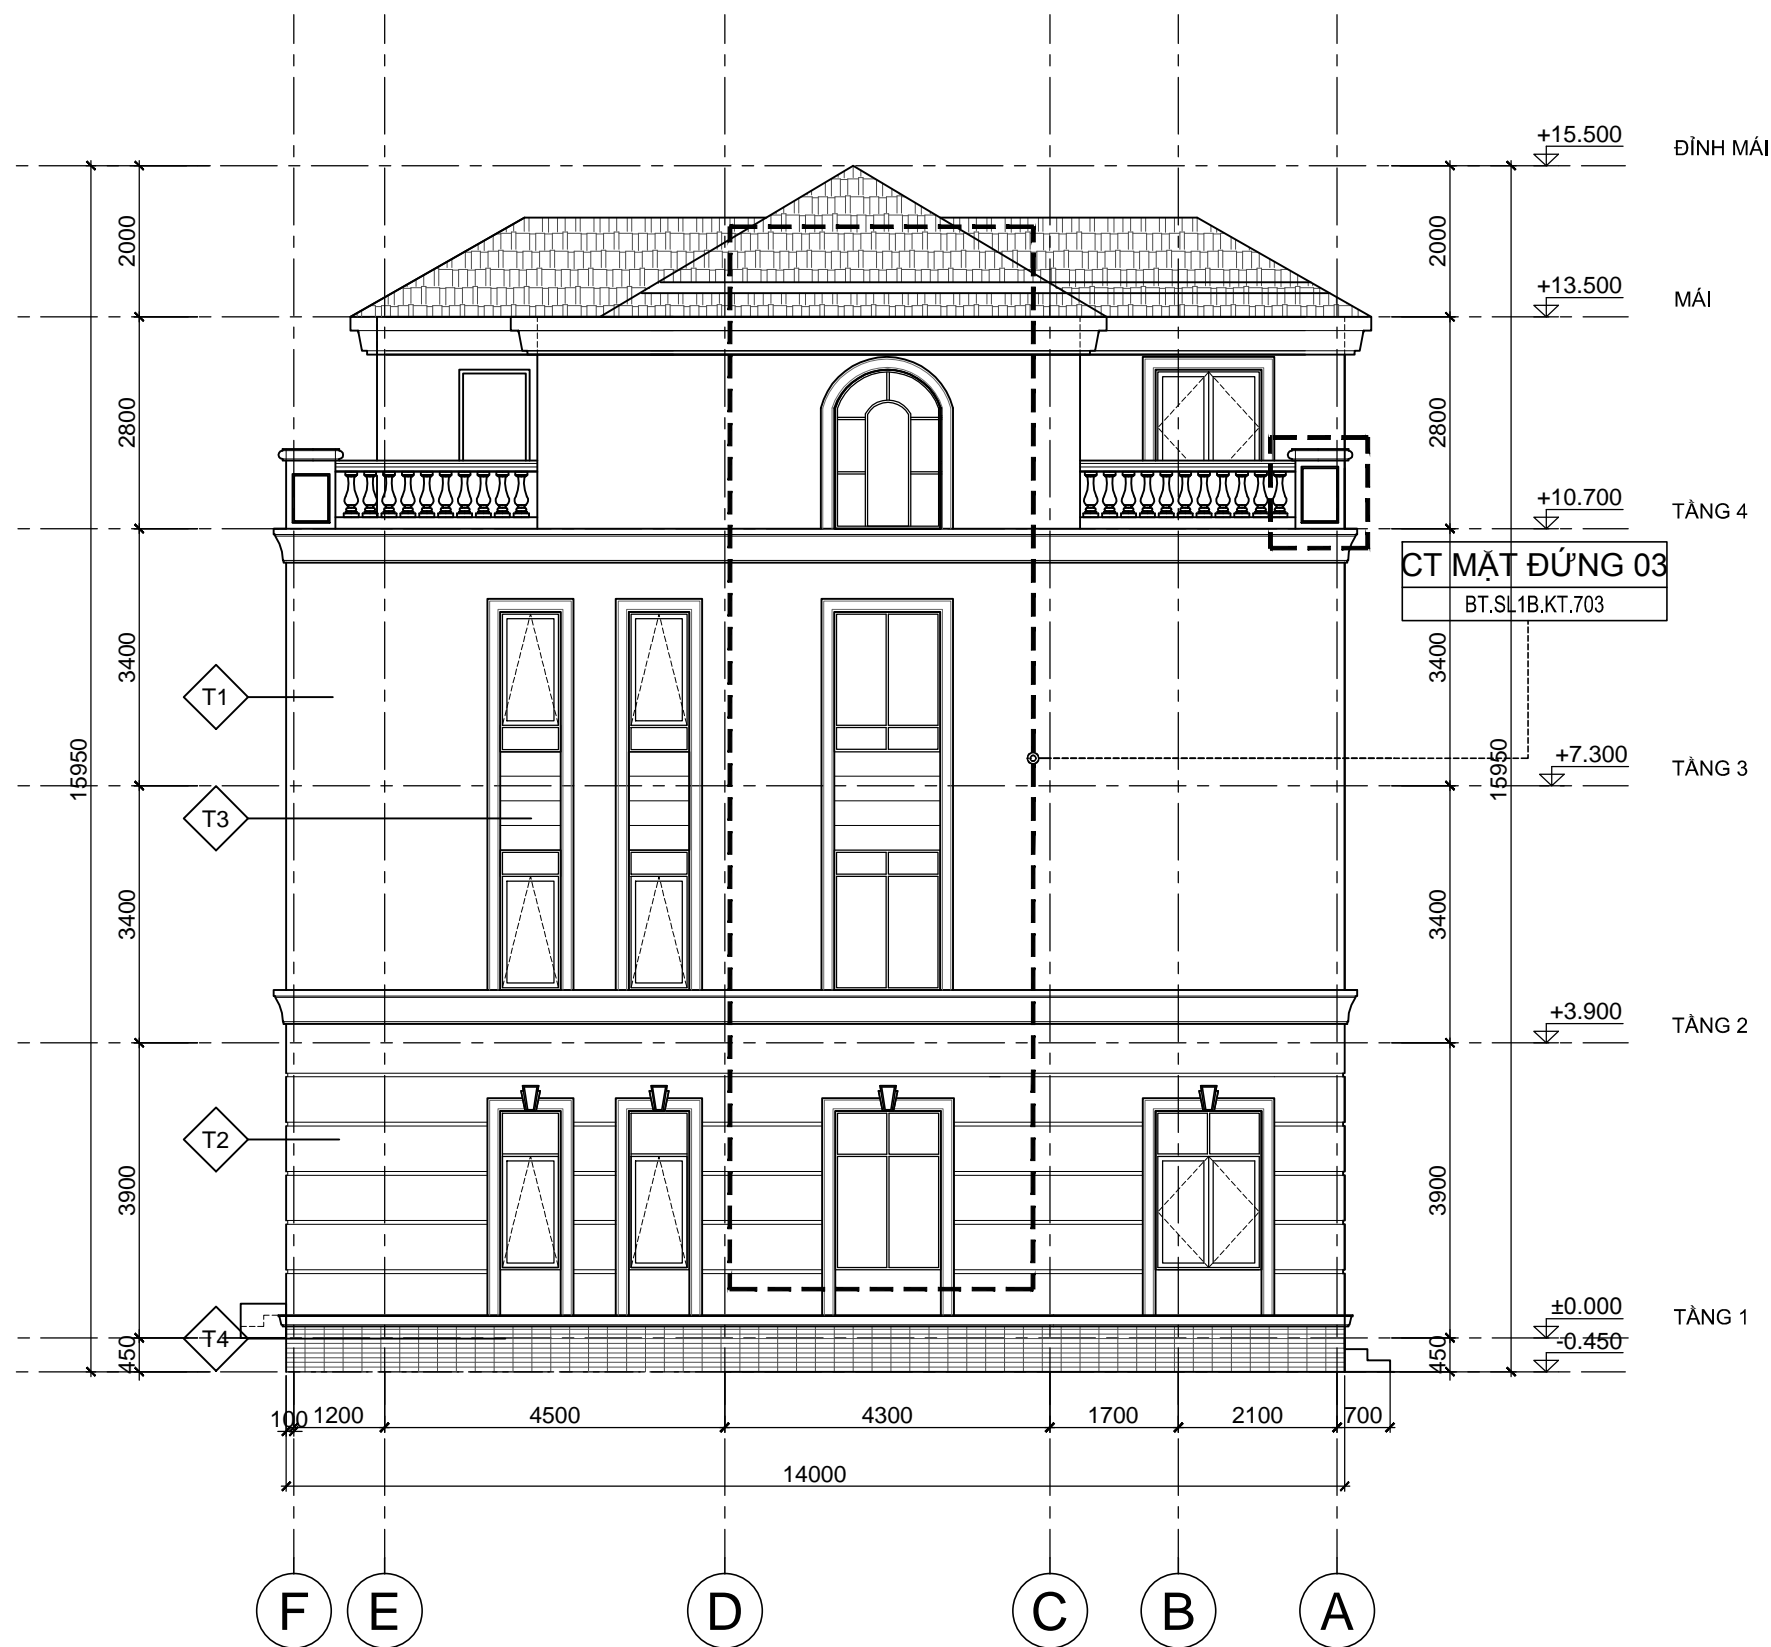 +15.500
ĐỈNH MÁI
2000
2000
+13.500
MÁI
2800
2800
+10.700
TẦNG 4
CT MẶT ĐỨNG 03
BT.SL1B.KT.703
3400
3400
T1
15950
15950
+7.300
TẦNG 3
T3
3400
3400
+3.900
TẦNG 2
T2
3900
3900
±0.000
TẦNG 1
T4
450
450
-0.450
100
1200
4500
4300
1700
2100
700
14000
F
E
D
C
B
A